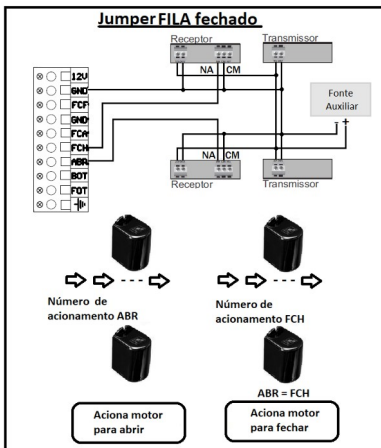 Jumper FILA fechado
Receptor
Transmissor
12V
GND
FCF
GND
FCA
FCH
ABR
BOT
FOT
NA CM
Fonte
Auxiliar
- +
NA CM
Receptor
Transmissor
Número de
acionamento ABR
Número de
acionamento FCH
ABR = FCH
Aciona motor
para abrir
Aciona motor
para fechar